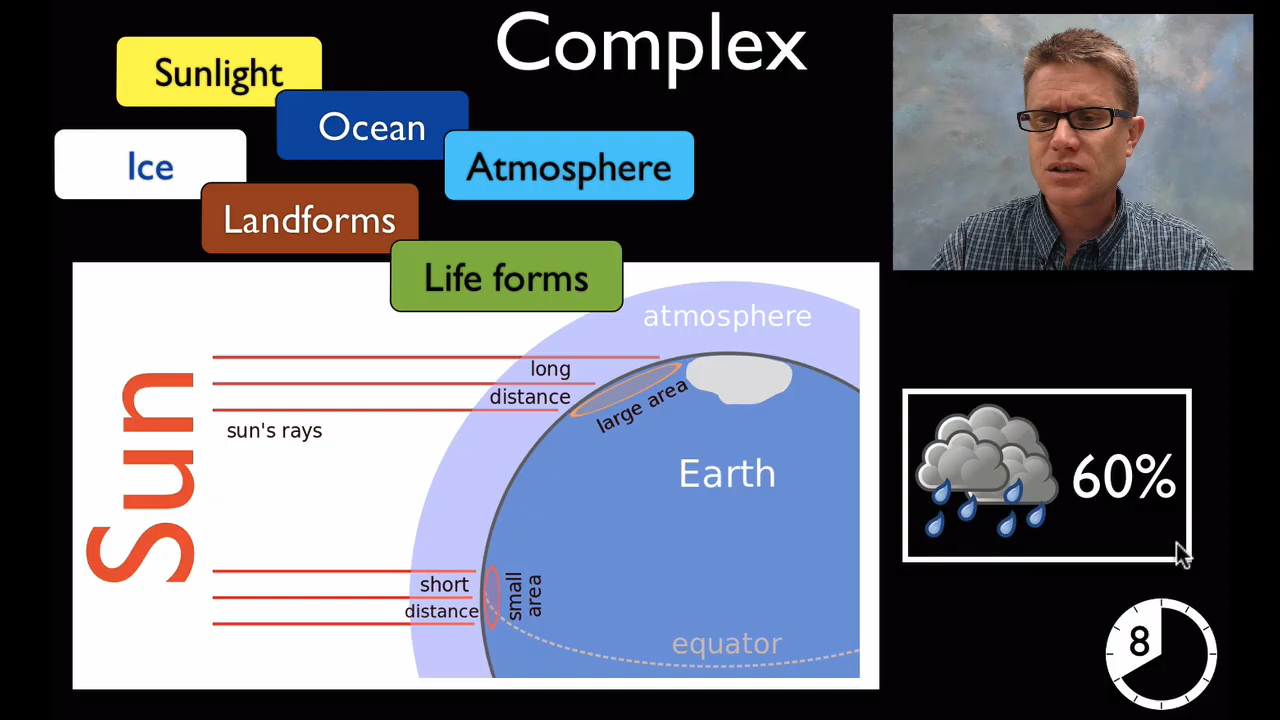 Complex
Sunlight
Ocean
Ice
Atmosphere
Landforms
Life forms
atmosphere
long
distance
large area
sun's rays
Sun
Earth
60%
short
distance
small
area
equator
8